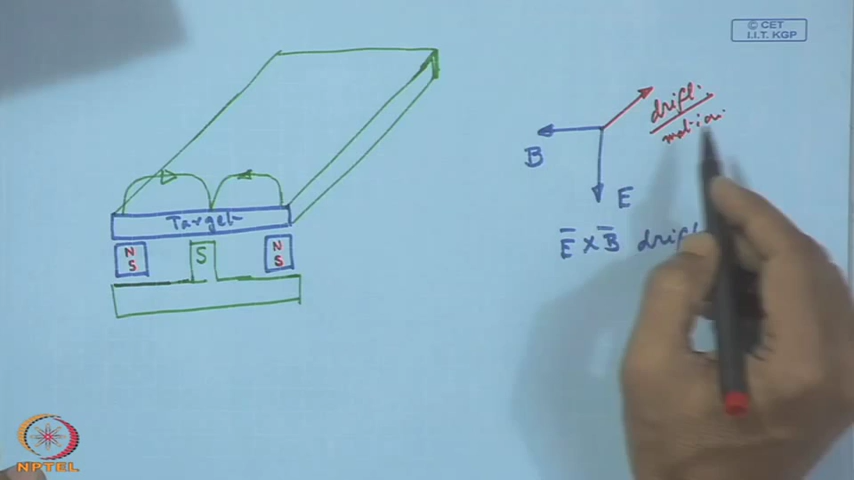 © CET
I.I.T. KGP
drift
motion
B
E
E̅ X B̅ drift
Target
N
S
S
N
S
NPTEL